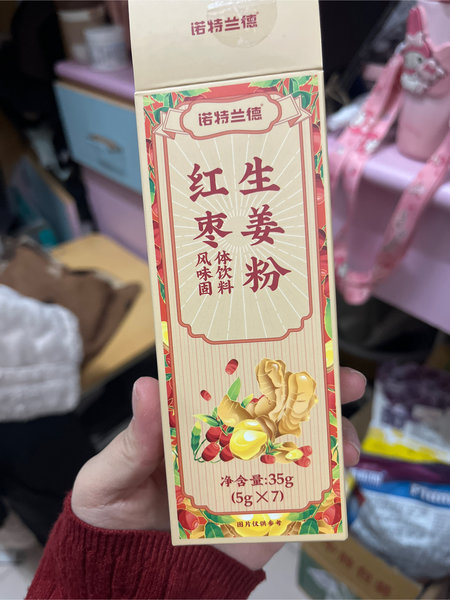 诺特兰德
诺特兰德
生姜粉
红枣
风味固
体饮料
净含量:35g
(5g×7)
图片仅供参考